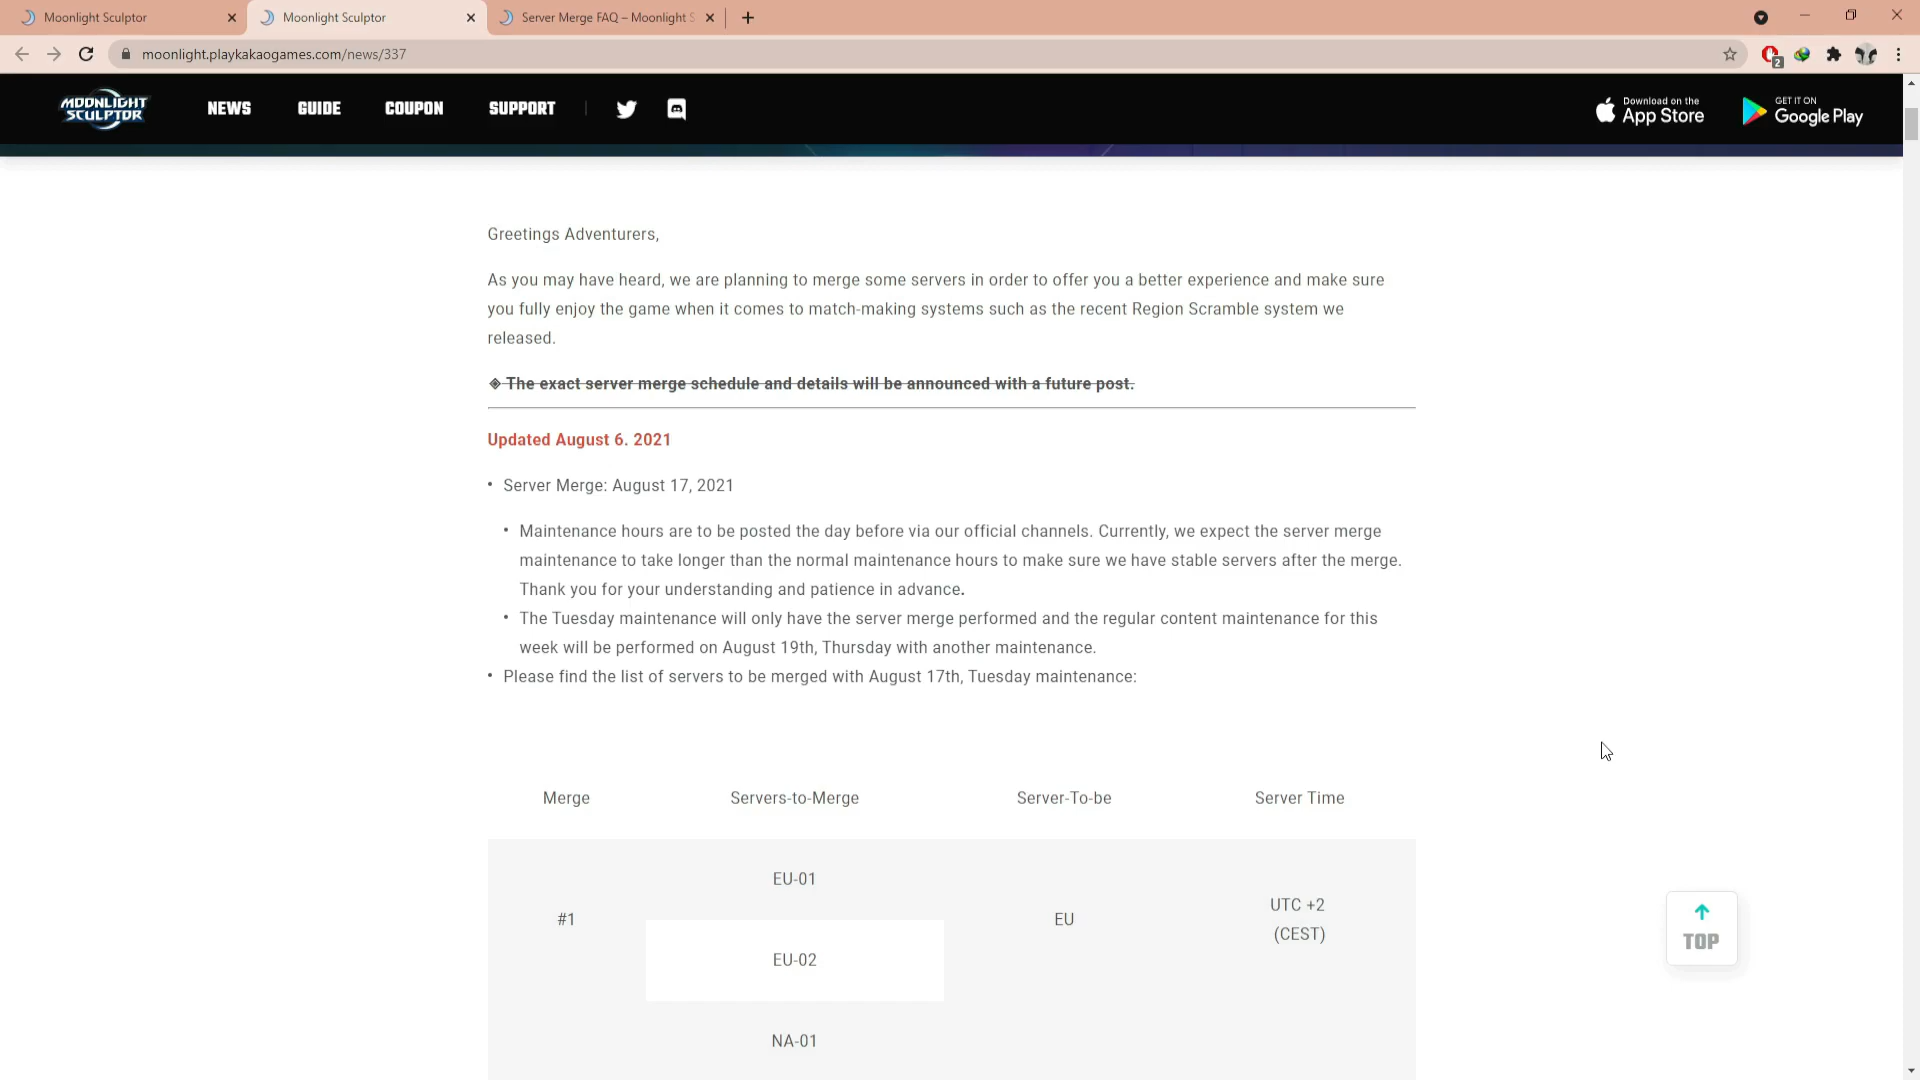 Moonlight Sculptor
Moonlight Sculptor
Server Merge FAQ – Moonlight S
moonlight.playkakaogames.com/news/337
2
MOONLIGHT
SCULPTOR
NEWS
GUIDE
COUPON
SUPPORT
Download on the
App Store
GET IT ON
Google Play
Greetings Adventurers,
As you may have heard, we are planning to merge some servers in order to offer you a better experience and make sure
you fully enjoy the game when it comes to match-making systems such as the recent Region Scramble system we
released.
◈ The exact server merge schedule and details will be announced with a future post.
Updated August 6. 2021
• Server Merge: August 17, 2021
• Maintenance hours are to be posted the day before via our official channels. Currently, we expect the server merge
maintenance to take longer than the normal maintenance hours to make sure we have stable servers after the merge.
Thank you for your understanding and patience in advance.
• The Tuesday maintenance will only have the server merge performed and the regular content maintenance for this
week will be performed on August 19th, Thursday with another maintenance.
• Please find the list of servers to be merged with August 17th, Tuesday maintenance:
Merge Servers-to-Merge Server-To-be Server Time
EU-01
#1
EU
UTC +2
(CEST)
EU-02
NA-01
TOP